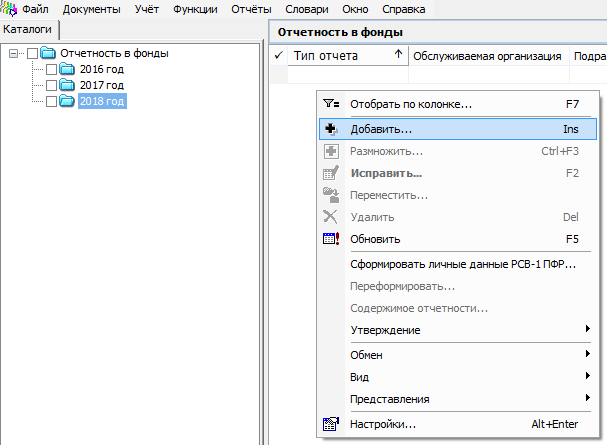 Файл Документы Учёт Функции Отчёты Словари Окно Справка
Каталоги
Отчетность в фонды
2016 год
2017 год
2018 год
Отчетность в фонды
Тип отчета Обслуживаемая организация Подра
Отобрать по колонке... F7
Добавить... Ins
Размножить... Ctrl+F3
Исправить... F2
Переместить...
Удалить Del
Обновить F5
Сформировать личные данные РСВ-1 ПФР...
Переформировать...
Содержимое отчетности...
Утверждение
Обмен
Вид
Представления
Настройки... Alt+Enter